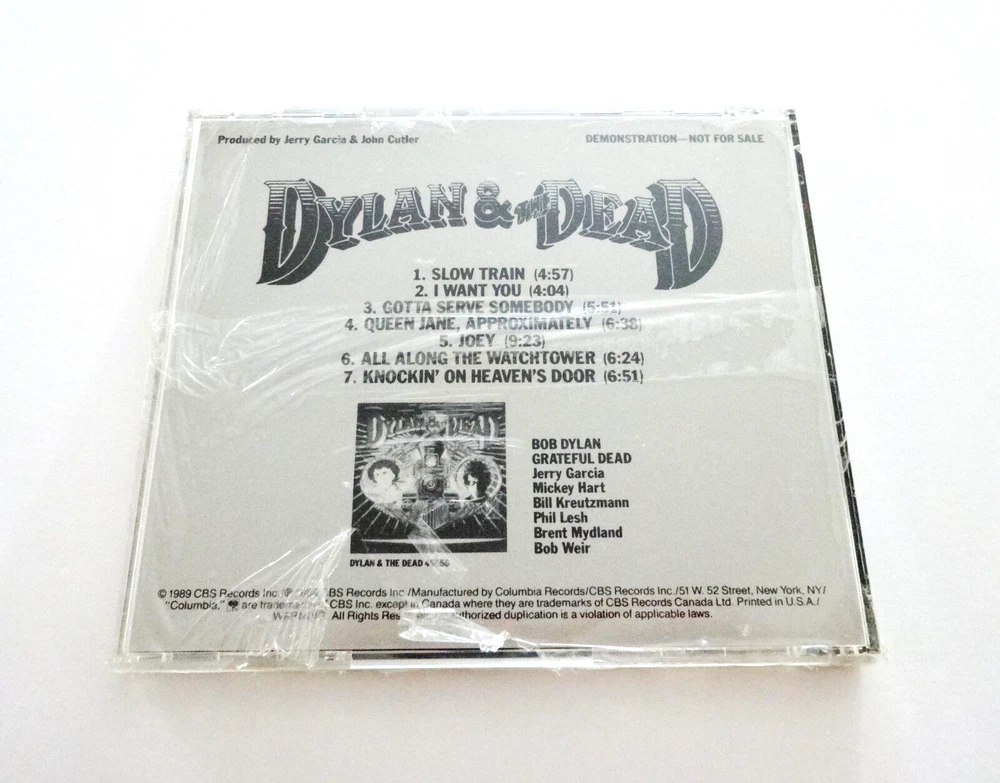 Produced by Jerry Garcia & John Cutler
DEMONSTRATION—NOT FOR SALE
DYLAN & THE DEAD
1. SLOW TRAIN (4:57)
2. I WANT YOU (4:04)
3. GOTTA SERVE SOMEBODY (5:51)
4. QUEEN JANE, APPROXIMATELY (6:38)
5. JOEY (9:23)
6. ALL ALONG THE WATCHTOWER (6:24)
7. KNOCKIN' ON HEAVEN'S DOOR (6:51)
DYLAN & THE DEAD
BOB DYLAN
GRATEFUL DEAD
Jerry Garcia
Mickey Hart
Bill Kreutzmann
Phil Lesh
Brent Mydland
Bob Weir
DYLAN & THE DEAD
© 1989 CBS Records Inc./℗ BS Records Inc./Manufactured by Columbia Records/CBS Records Inc./51 W. 52 Street, New York, NY/
"Columbia," are CBS Inc. except in Canada where they are trademarks of CBS Records Canada Ltd. Printed in U.S.A./
All Rights duplication is a violation of applicable laws.